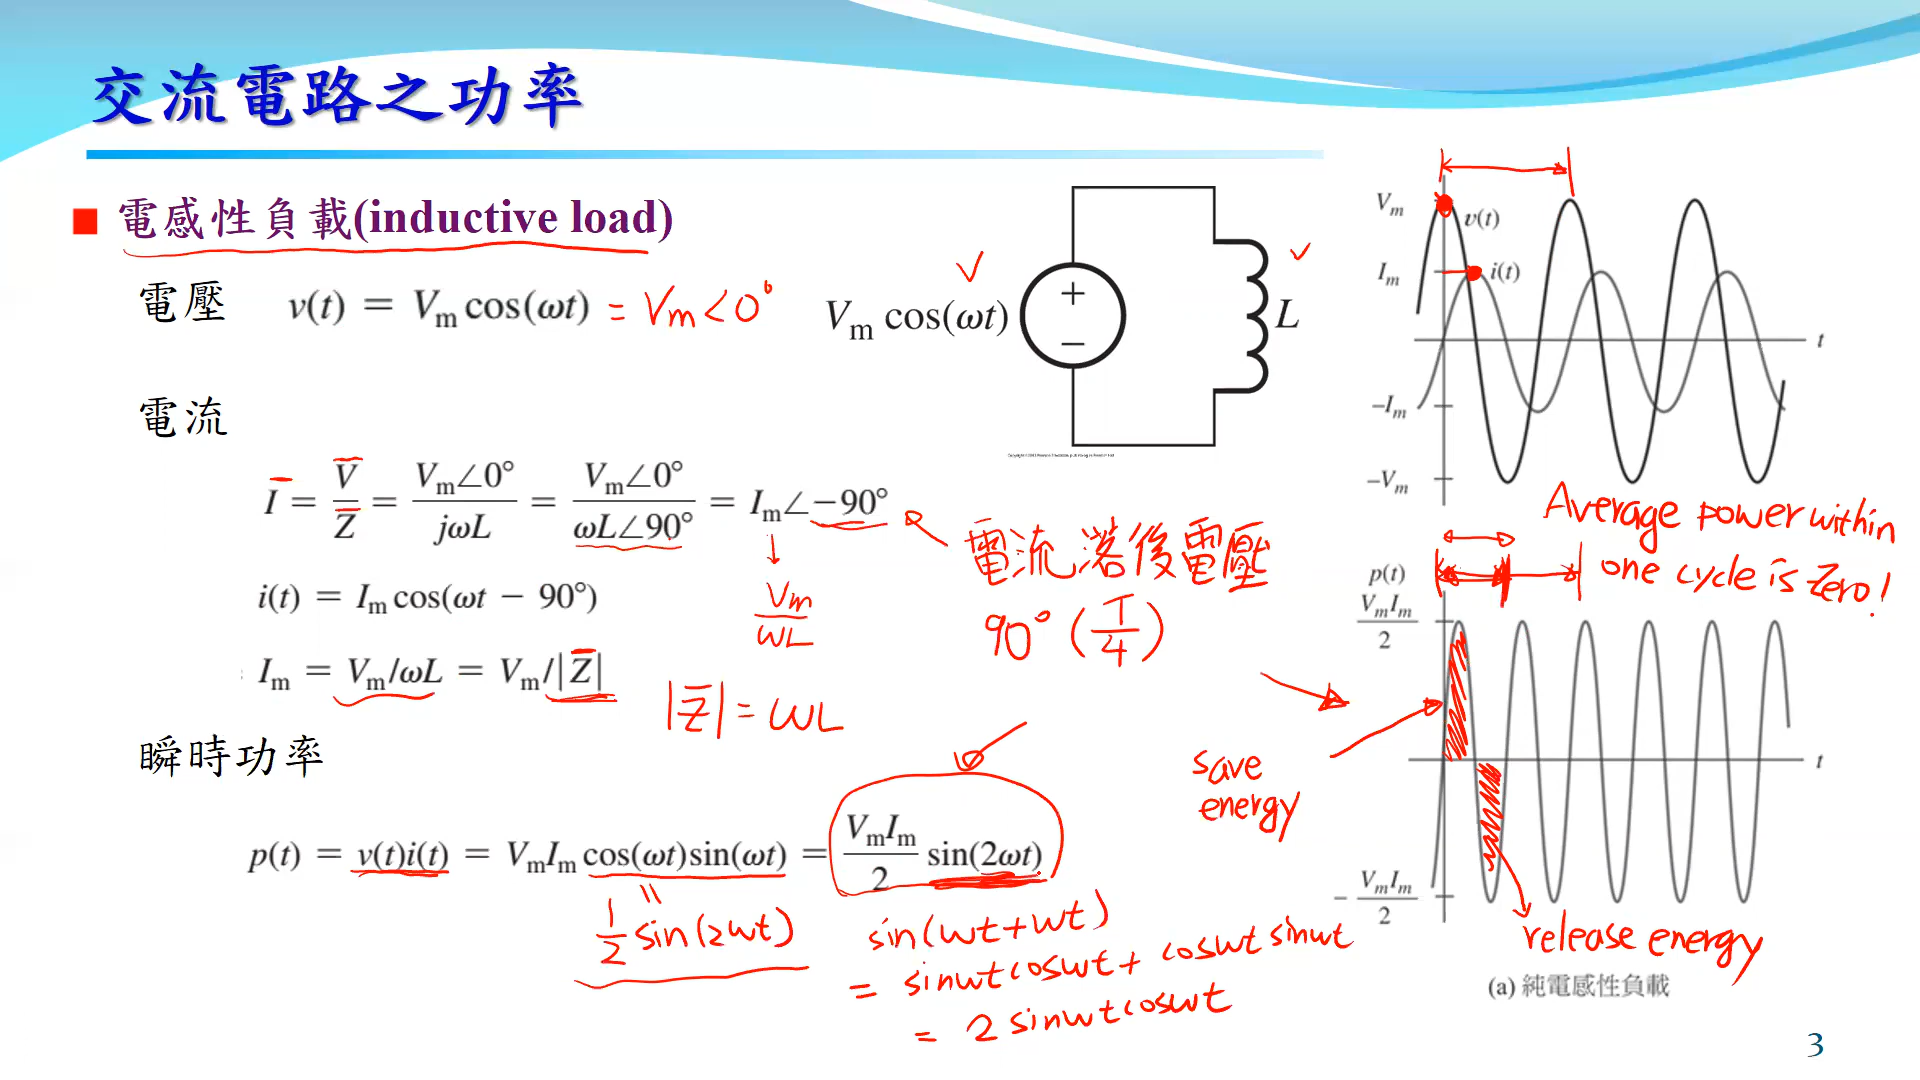 交流電路之功率
電感性負載(inductive load)
電壓 v(t) = Vm cos(ωt) = Vm∠0°
Vm cos(ωt)
+
−
L
電流
I = V/Z = Vm∠0°/jωL = Vm∠0°/ωL∠90° = Im∠−90°
電流落後電壓
90° (T/4)
Vm/ωL
i(t) = Im cos(ωt − 90°)
Im = Vm/ωL = Vm/|Z|
|Z| = ωL
瞬時功率
p(t) = v(t)i(t) = VmIm cos(ωt)sin(ωt) = VmIm/2 sin(2ωt)
"
1/2 sin(2ωt)
sin(ωt+ωt)
= sinωt cosωt + cosωt sinωt
= 2 sinωt cosωt
Vm
v(t)
Im
i(t)
t
−Im
−Vm
Average power within
one cycle is zero!
p(t)
VmIm/2
t
save
energy
− VmIm/2
release energy
(a) 純電感性負載
3